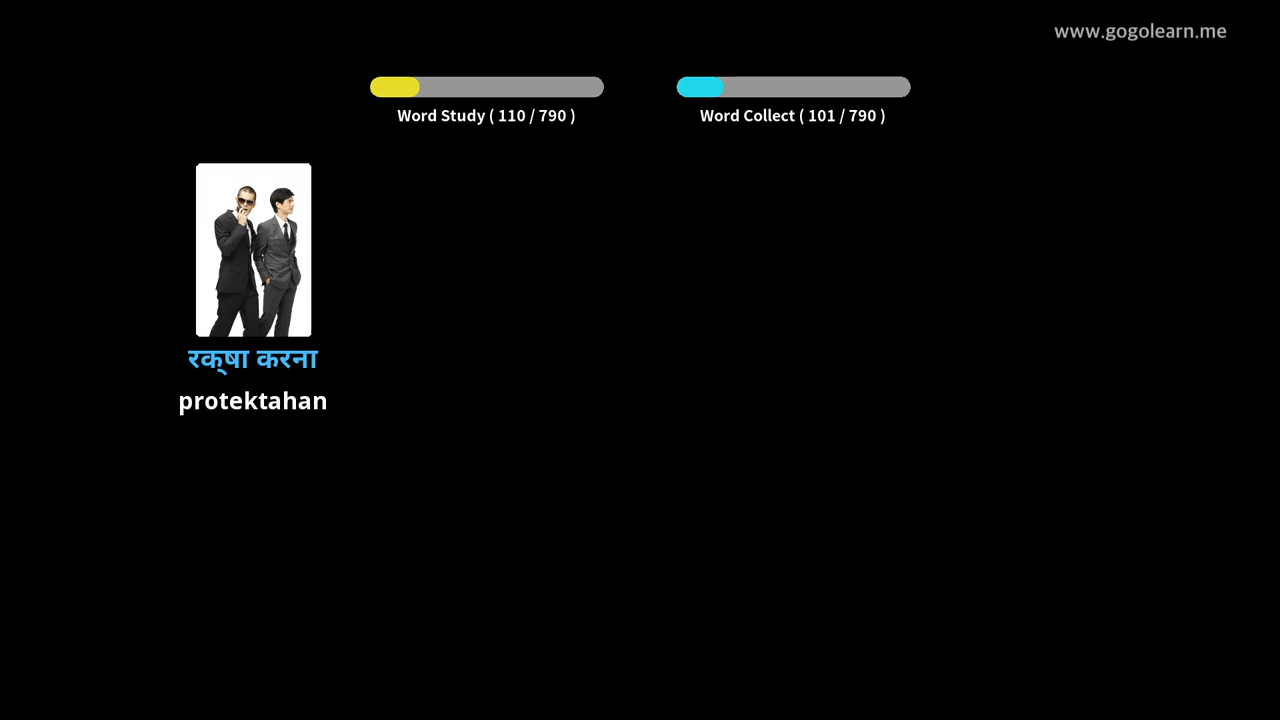 www.gogolearn.me
Word Study ( 110 / 790 )
Word Collect ( 101 / 790 )
रक्षा करना
protektahan